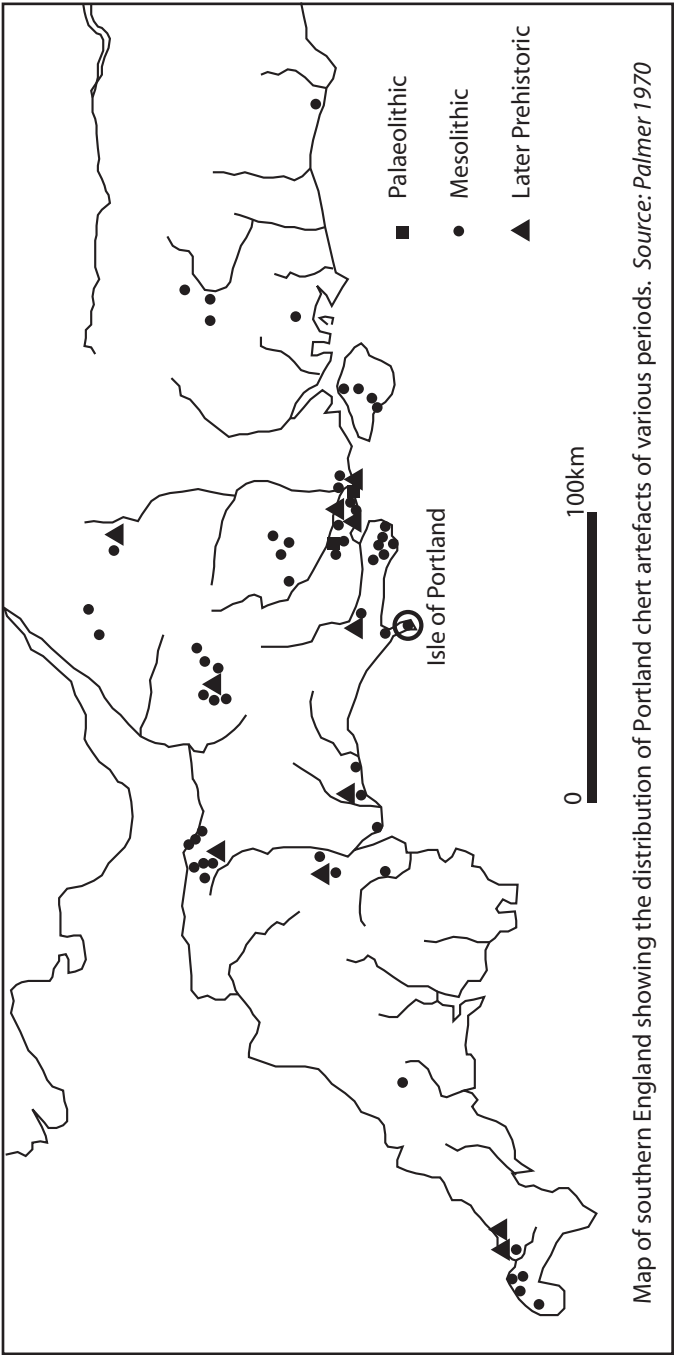 Palaeolithic
Mesolithic
Later Prehistoric
Isle of Portland
0
100km
Map of southern England showing the distribution of Portland chert artefacts of various periods. Source: Palmer 1970